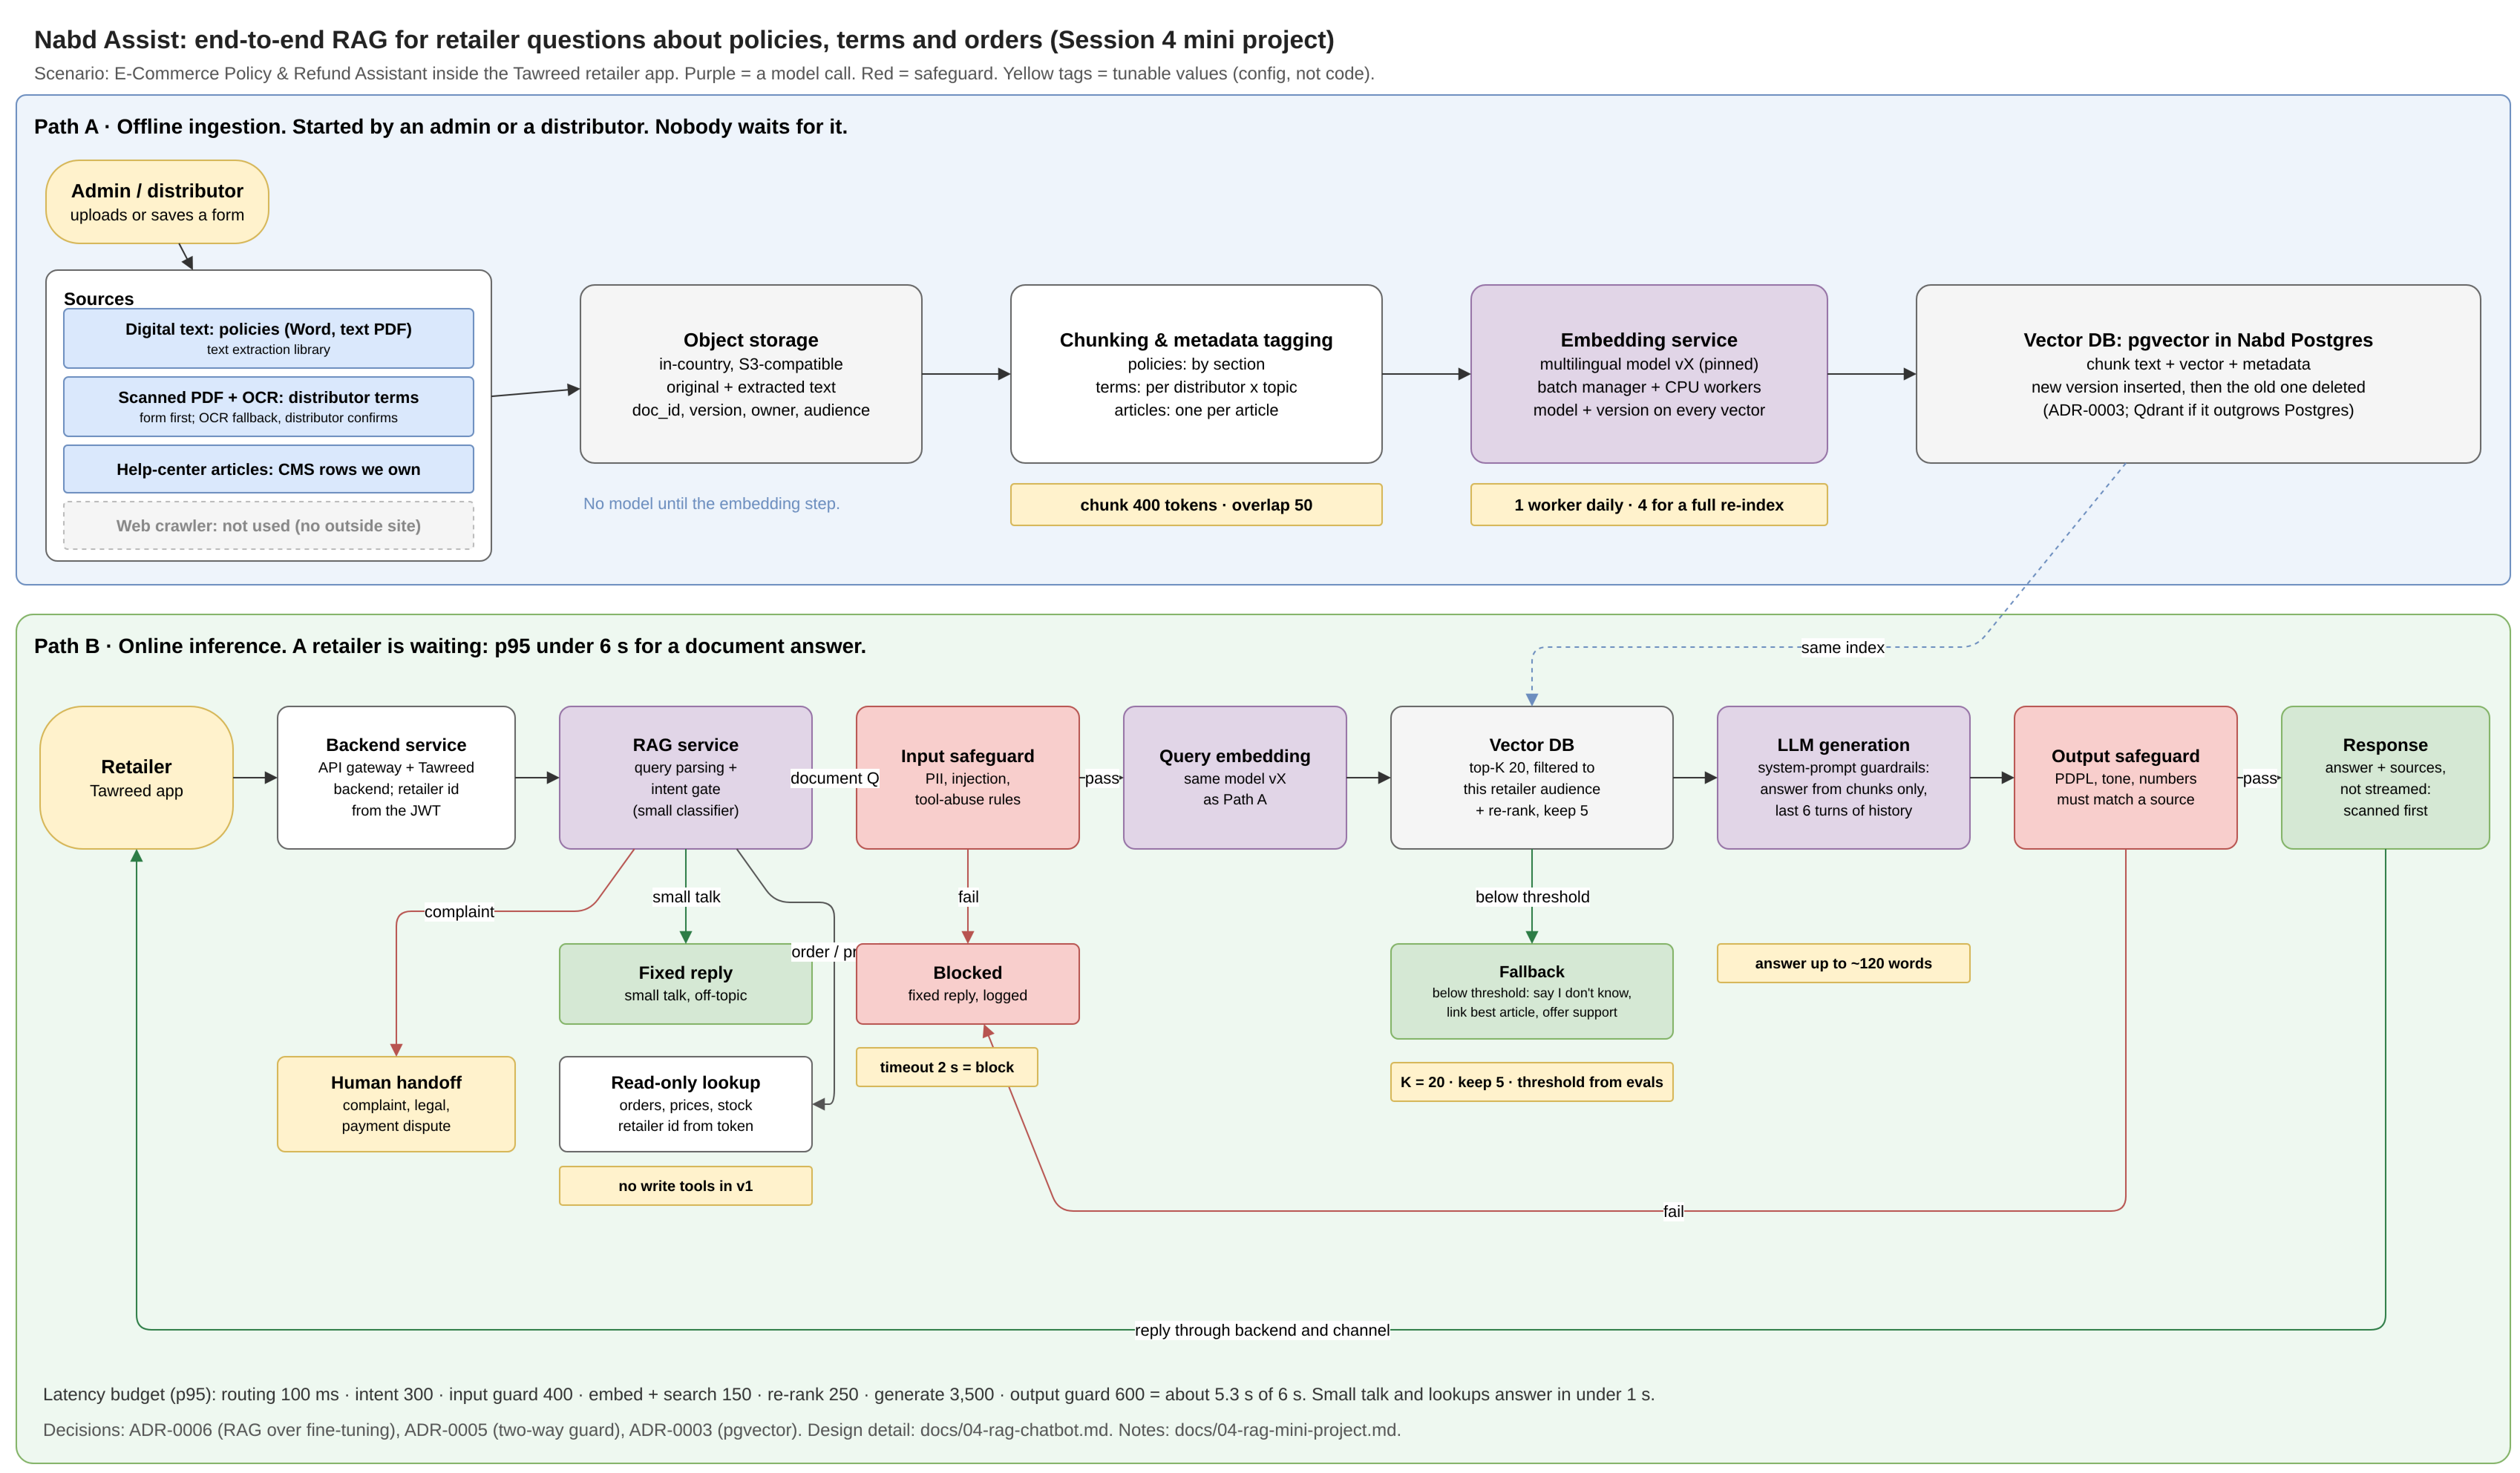 Nabd Assist: end-to-end RAG for retailer questions about policies, terms and orders (Session 4 mini project)
Scenario: E-Commerce Policy & Refund Assistant inside the Tawreed retailer app. Purple = a model call. Red = safeguard. Yellow tags = tunable values (config, not code).
Path A · Offline ingestion. Started by an admin or a distributor. Nobody waits for it.
Admin / distributor
uploads or saves a form
Sources
Digital text: policies (Word, text PDF)
text extraction library
Scanned PDF + OCR: distributor terms
form first; OCR fallback, distributor confirms
Help-center articles: CMS rows we own
Web crawler: not used (no outside site)
Object storage
in-country, S3-compatible
original + extracted text
doc_id, version, owner, audience
No model until the embedding step.
Chunking & metadata tagging
policies: by section
terms: per distributor x topic
articles: one per article
chunk 400 tokens · overlap 50
Embedding service
multilingual model vX (pinned)
batch manager + CPU workers
model + version on every vector
1 worker daily · 4 for a full re-index
Vector DB: pgvector in Nabd Postgres
chunk text + vector + metadata
new version inserted, then the old one deleted
(ADR-0003; Qdrant if it outgrows Postgres)
Path B · Online inference. A retailer is waiting: p95 under 6 s for a document answer.
same index
Retailer
Tawreed app
Backend service
API gateway + Tawreed
backend; retailer id
from the JWT
RAG service
query parsing +
intent gate
(small classifier)
document Q
Input safeguard
PII, injection,
tool-abuse rules
pass
Query embedding
same model vX
as Path A
Vector DB
top-K 20, filtered to
this retailer audience
+ re-rank, keep 5
LLM generation
system-prompt guardrails:
answer from chunks only,
last 6 turns of history
Output safeguard
PDPL, tone, numbers
must match a source
pass
Response
answer + sources,
not streamed:
scanned first
complaint
small talk
order / pr
fail
below threshold
Fixed reply
small talk, off-topic
Blocked
fixed reply, logged
timeout 2 s = block
Fallback
below threshold: say I don't know,
link best article, offer support
K = 20 · keep 5 · threshold from evals
answer up to ~120 words
Human handoff
complaint, legal,
payment dispute
Read-only lookup
orders, prices, stock
retailer id from token
no write tools in v1
fail
reply through backend and channel
Latency budget (p95): routing 100 ms · intent 300 · input guard 400 · embed + search 150 · re-rank 250 · generate 3,500 · output guard 600 = about 5.3 s of 6 s. Small talk and lookups answer in under 1 s.
Decisions: ADR-0006 (RAG over fine-tuning), ADR-0005 (two-way guard), ADR-0003 (pgvector). Design detail: docs/04-rag-chatbot.md. Notes: docs/04-rag-mini-project.md.